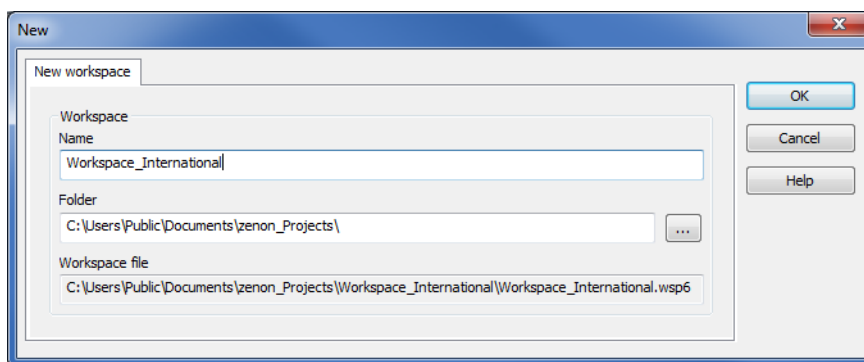 New
New workspace
OK
Workspace
Name
Cancel
Workspace_International
Help
Folder
C:\Users\Public\Documents\zenon_Projects\
...
Workspace file
C:\Users\Public\Documents\zenon_Projects\Workspace_International\Workspace_International.wsp6